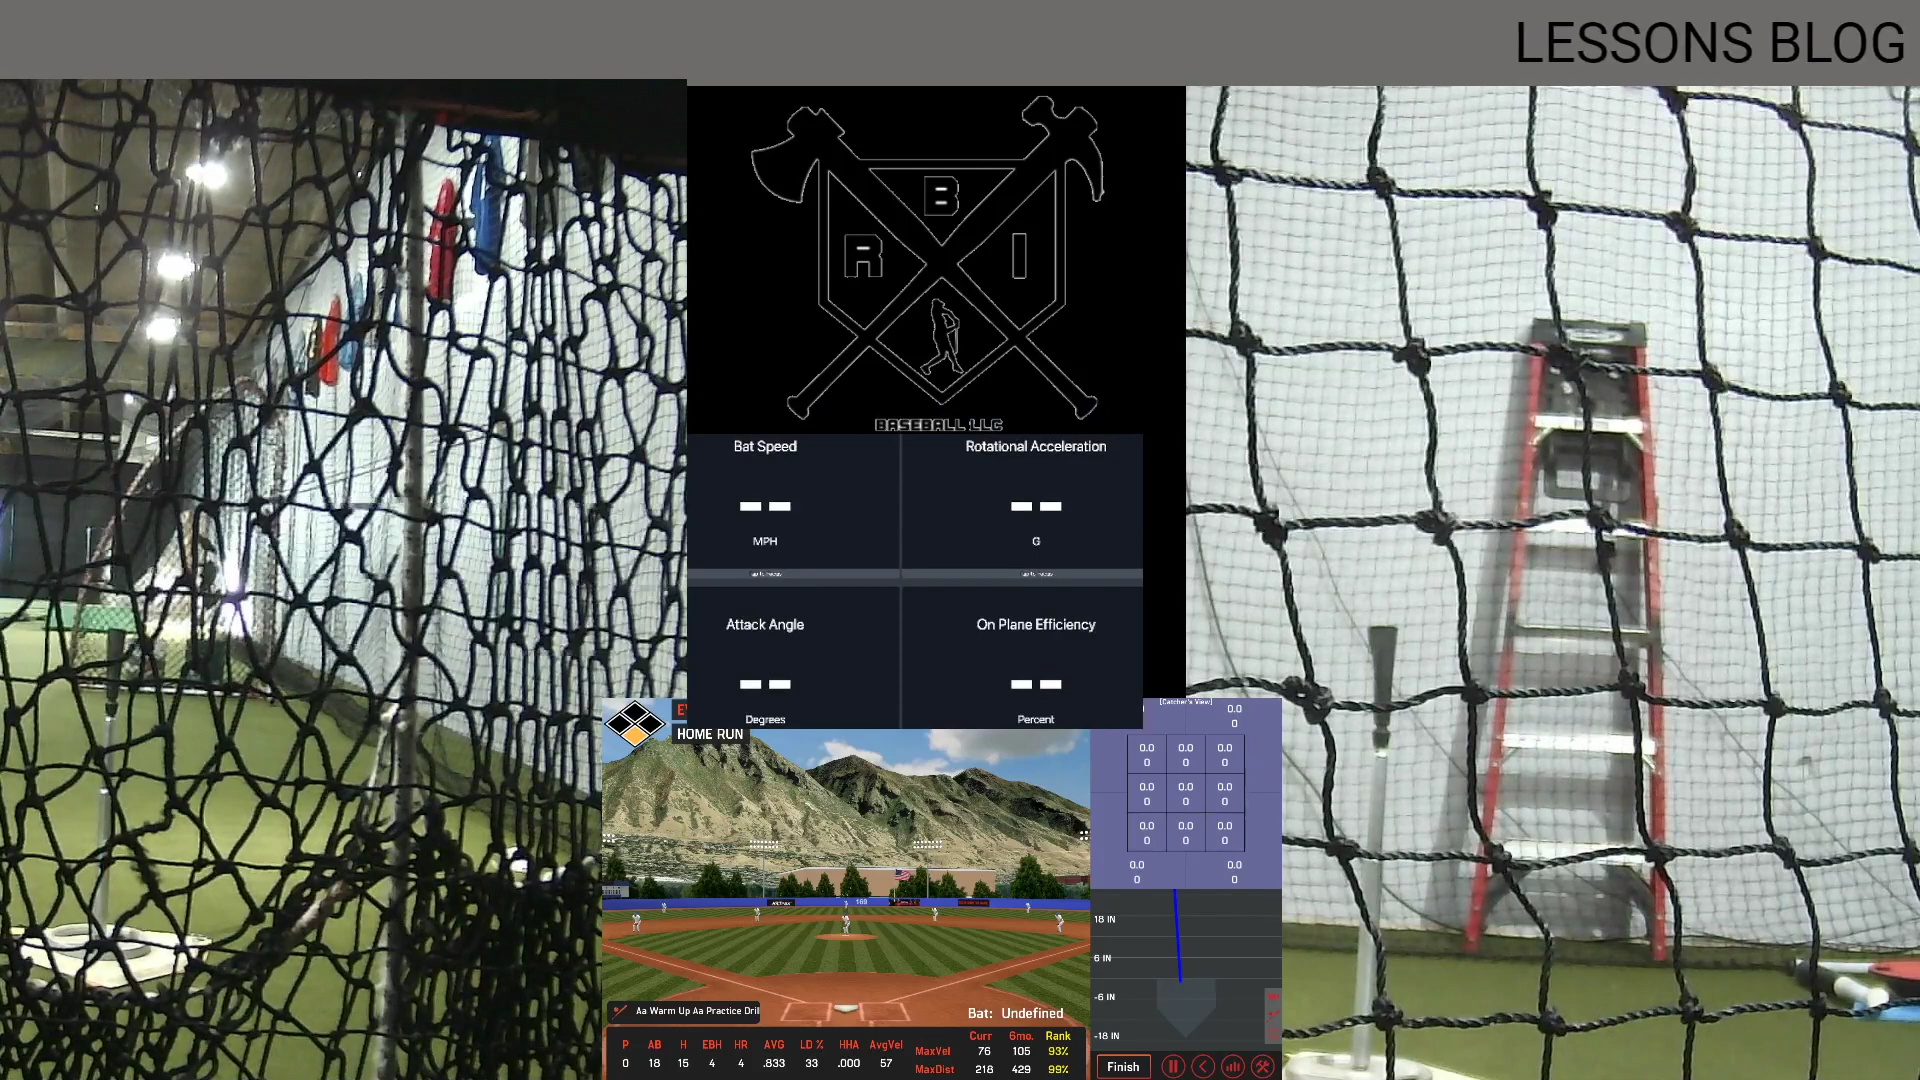 LESSONS BLOG
B
R I
BASEBALL LLC
Bat Speed
MPH
Rotational Acceleration
G
Attack Angle
Degrees
On Plane Efficiency
Percent
HOME RUN
[Catcher's View]
0.0
0
0.0 0.0 0.0
0 0 0
0.0 0.0 0.0
0 0 0
0.0 0.0 0.0
0 0 0
0.0 0.0
0 0
18 IN
6 IN
-6 IN
-18 IN
Aa Warm Up Aa Practice Dril
Bat: Undefined
P AB H EBH HR AVG LD % HHA AvgVel
0 18 15 4 4 .833 33 .000 57
Curr 6mo. Rank
MaxVel 76 105 93%
MaxDist 218 429 99%
Finish